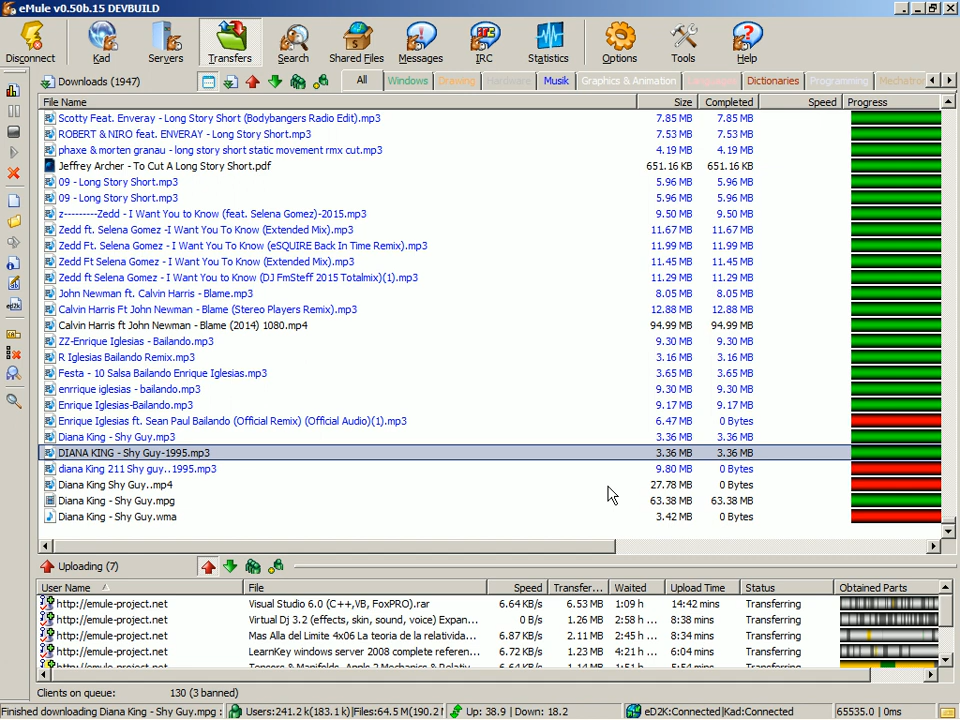 eMule v0.50b.15 DEVBUILD
Disconnect Kad Servers Transfers Search Shared Files Messages IRC Statistics Options Tools Help
Downloads (1947) All Windows Drawing Hardware Musik Graphics & Animation Dictionaries Programming Mechatron
File Name Size Completed Speed Progress
Scotty Feat. Enveray - Long Story Short (Bodybangers Radio Edit).mp3 7.85 MB 7.85 MB
ROBERT & NIRO feat. ENVERAY - Long Story Short.mp3 7.53 MB 7.53 MB
phaxe & morten granau - long story short static movement rmx cut.mp3 4.19 MB 4.19 MB
Jeffrey Archer - To Cut A Long Story Short.pdf 651.16 KB 651.16 KB
09 - Long Story Short.mp3 5.96 MB 5.96 MB
09 - Long Story Short.mp3 5.96 MB 5.96 MB
z---------Zedd - I Want You to Know (feat. Selena Gomez)-2015.mp3 9.50 MB 9.50 MB
Zedd ft. Selena Gomez -I Want You To Know (Extended Mix).mp3 11.67 MB 11.67 MB
Zedd Ft. Selena Gomez - I Want You To Know (eSQUIRE Back In Time Remix).mp3 11.99 MB 11.99 MB
Zedd Ft Selena Gomez - I Want You To Know (Extended Mix).mp3 11.45 MB 11.45 MB
Zedd ft Selena Gomez - I Want You to Know (DJ FmSteff 2015 Totalmix)(1).mp3 11.29 MB 11.29 MB
John Newman ft. Calvin Harris - Blame.mp3 8.05 MB 8.05 MB
Calvin Harris Ft John Newman - Blame (Stereo Players Remix).mp3 12.88 MB 12.88 MB
Calvin Harris ft John Newman - Blame (2014) 1080.mp4 94.99 MB 94.99 MB
ZZ-Enrique Iglesias - Bailando.mp3 9.30 MB 9.30 MB
R Iglesias Bailando Remix.mp3 3.16 MB 3.16 MB
Festa - 10 Salsa Bailando Enrique Iglesias.mp3 3.65 MB 3.65 MB
enrrique iglesias - bailando.mp3 9.30 MB 9.30 MB
Enrique Iglesias-Bailando.mp3 9.17 MB 9.17 MB
Enrique Iglesias ft. Sean Paul Bailando (Official Remix) (Official Audio)(1).mp3 6.47 MB 0 Bytes
Diana King - Shy Guy.mp3 3.36 MB 3.36 MB
DIANA KING - Shy Guy-1995.mp3 3.36 MB 3.36 MB
diana King 211 Shy guy..1995.mp3 9.80 MB 0 Bytes
Diana King Shy Guy..mp4 27.78 MB 0 Bytes
Diana King - Shy Guy.mpg 63.38 MB 63.38 MB
Diana King - Shy Guy.wma 3.42 MB 0 Bytes
Uploading (7)
User Name File Speed Transfer... Waited Upload Time Status Obtained Parts
http://emule-project.net Visual Studio 6.0 (C++,VB, FoxPRO).rar 6.64 KB/s 6.53 MB 1:09 h 14:42 mins Transferring
http://emule-project.net Virtual Dj 3.2 (effects, skin, sound, voice) Expan... 0 B/s 1.26 MB 2:58 h ... 8:38 mins Transferring
http://emule-project.net Mas Alla del Limite 4x06 La teoria de la relativida... 6.87 KB/s 2.11 MB 2:45 h ... 8:34 mins Transferring
http://emule-project.net LearnKey windows server 2008 complete referen... 6.72 KB/s 1.23 MB 4:21 h ... 6:04 mins Transferring
Clients on queue: 130 (3 banned)
Finished downloading Diana King - Shy Guy.mpg : Users:241.2 k(183.1 k)|Files:64.5 M(190.2 M Up: 38.9 | Down: 18.2 eD2K:Connected|Kad:Connected 65535.0 | 0ms